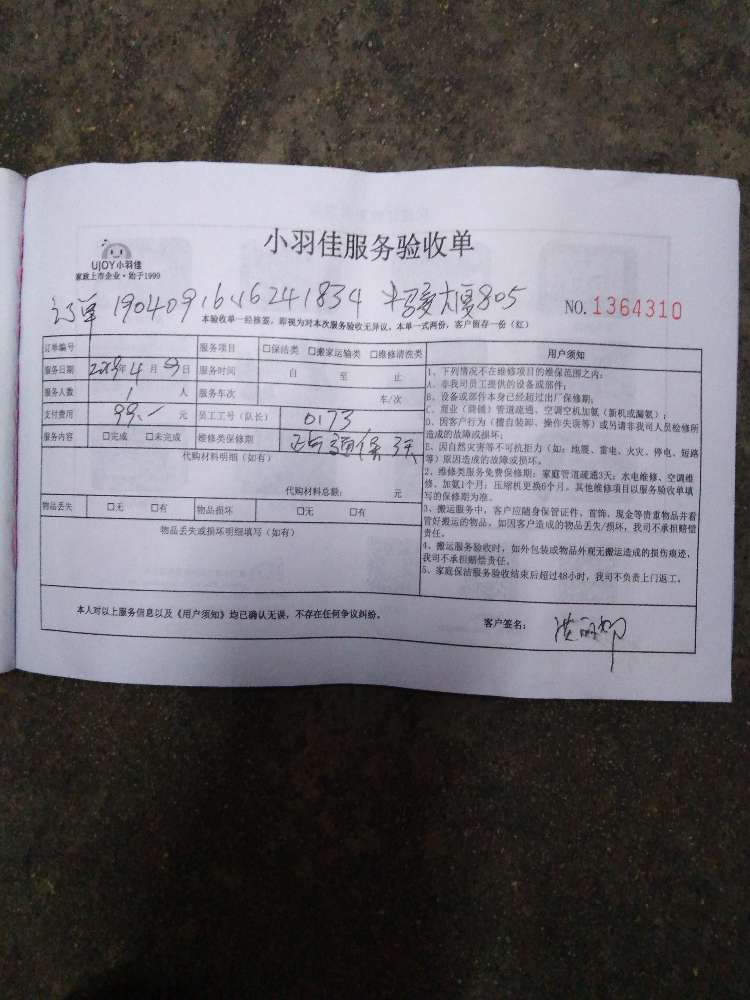 小羽佳服务验收单
UJOY小羽佳
家政上市企业·始于1999
订单 190409164624183 4 大厦805
NO.1364310
本验收单一经签,即视为对本次服务验收无异议。本单一式两份,客户留存一份(红)
订单编号 服务项目 □保洁类 □搬家运输类 □维修清洗类
服务日期 年4月9日 服务时间 自 至 止
服务人数 1 人 服务车次 车/次
支付费用 99.- 元 员工工号(队长) 0173
服务内容 □完成 □未完成 维修类保修期 通保3天
代购材料明细(如有)
代购材料总额: 元
物品丢失 □无 □有 物品损坏 □无 □有
物品丢失或损坏明细填写(如有)
用户须知
1、下列情况不在维修项目的维保范围之内:
A、非我司员工提供的设备或部件;
B、设备或部件本身已经超过出厂保修期;
C、商业(商铺)管道疏通、空调空机加氨(新机或漏氨);
D、因客户行为(擅自装卸、操作失误等)或另请非我司人员检修所
造成的故障或损坏;
E、因自然灾害等不可抗拒力(如:地震、雷电、火灾、停电、短路
等)原因造成的故障或损坏。
2、维修类服务免费保修期:家庭管道疏通3天;水电维修、空调维
修、加氨1个月;压缩机更换6个月。其他维修项目以服务验收单填
写的保修期为准。
3、搬运服务中,客户应随身保管证件、首饰、现金等贵重物品并看
管好搬运的物品,如因客户造成的物品丢失/损坏,我司不承担赔偿
责任。
4、搬运服务验收时,如外包装或物品外观无搬运造成的损伤痕迹,
我司不承担赔偿责任。
5、家庭保洁服务验收结束后超过48小时,我司不负责上门返工。
本人对以上服务信息以及《用户须知》均已确认无误,不存在任何争议纠纷。
客户签名: